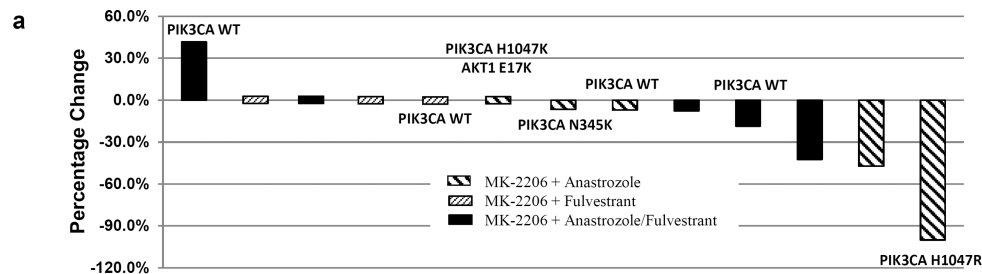 a
Percentage Change
60.0%
30.0%
0.0%
-30.0%
-60.0%
-90.0%
-120.0%
PIK3CA WT
PIK3CA H1047K
AKT1 E17K
PIK3CA WT
PIK3CA WT
PIK3CA WT
PIK3CA N345K
MK-2206 + Anastrozole
MK-2206 + Fulvestrant
MK-2206 + Anastrozole/Fulvestrant
PIK3CA H1047R